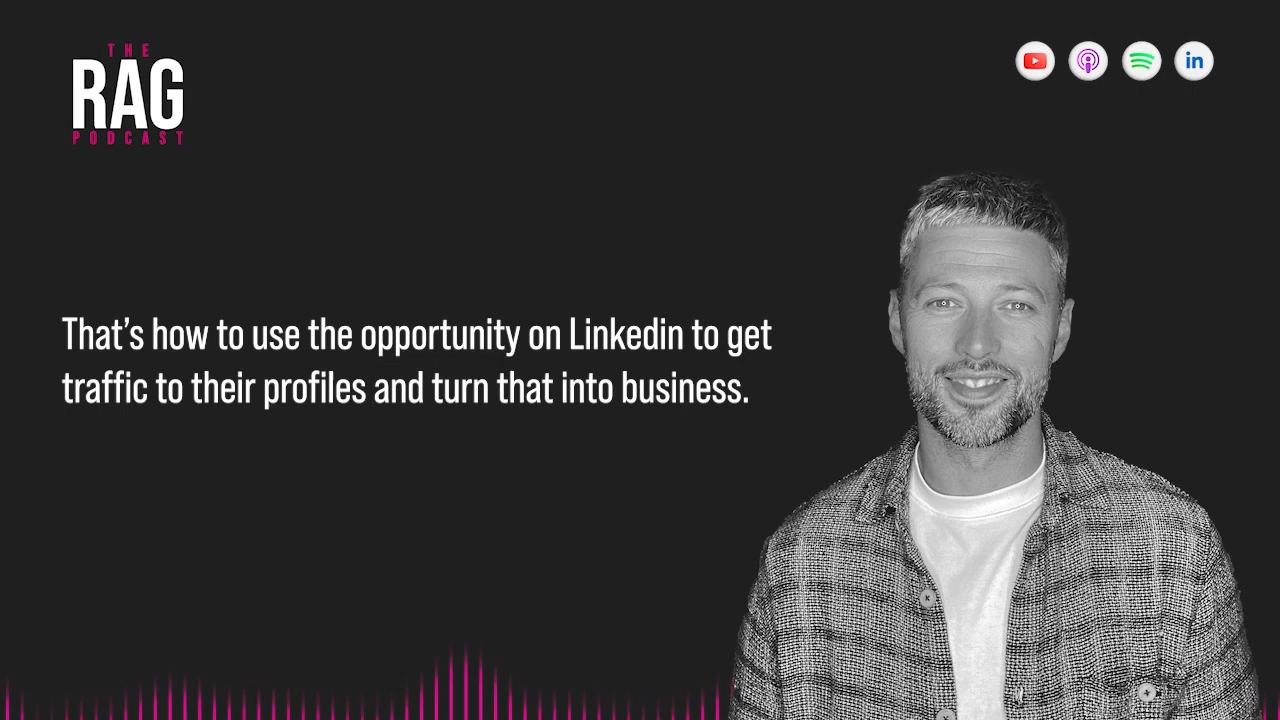 THE
RAG
PODCAST
in
That's how to use the opportunity on Linkedin to get
traffic to their profiles and turn that into business.